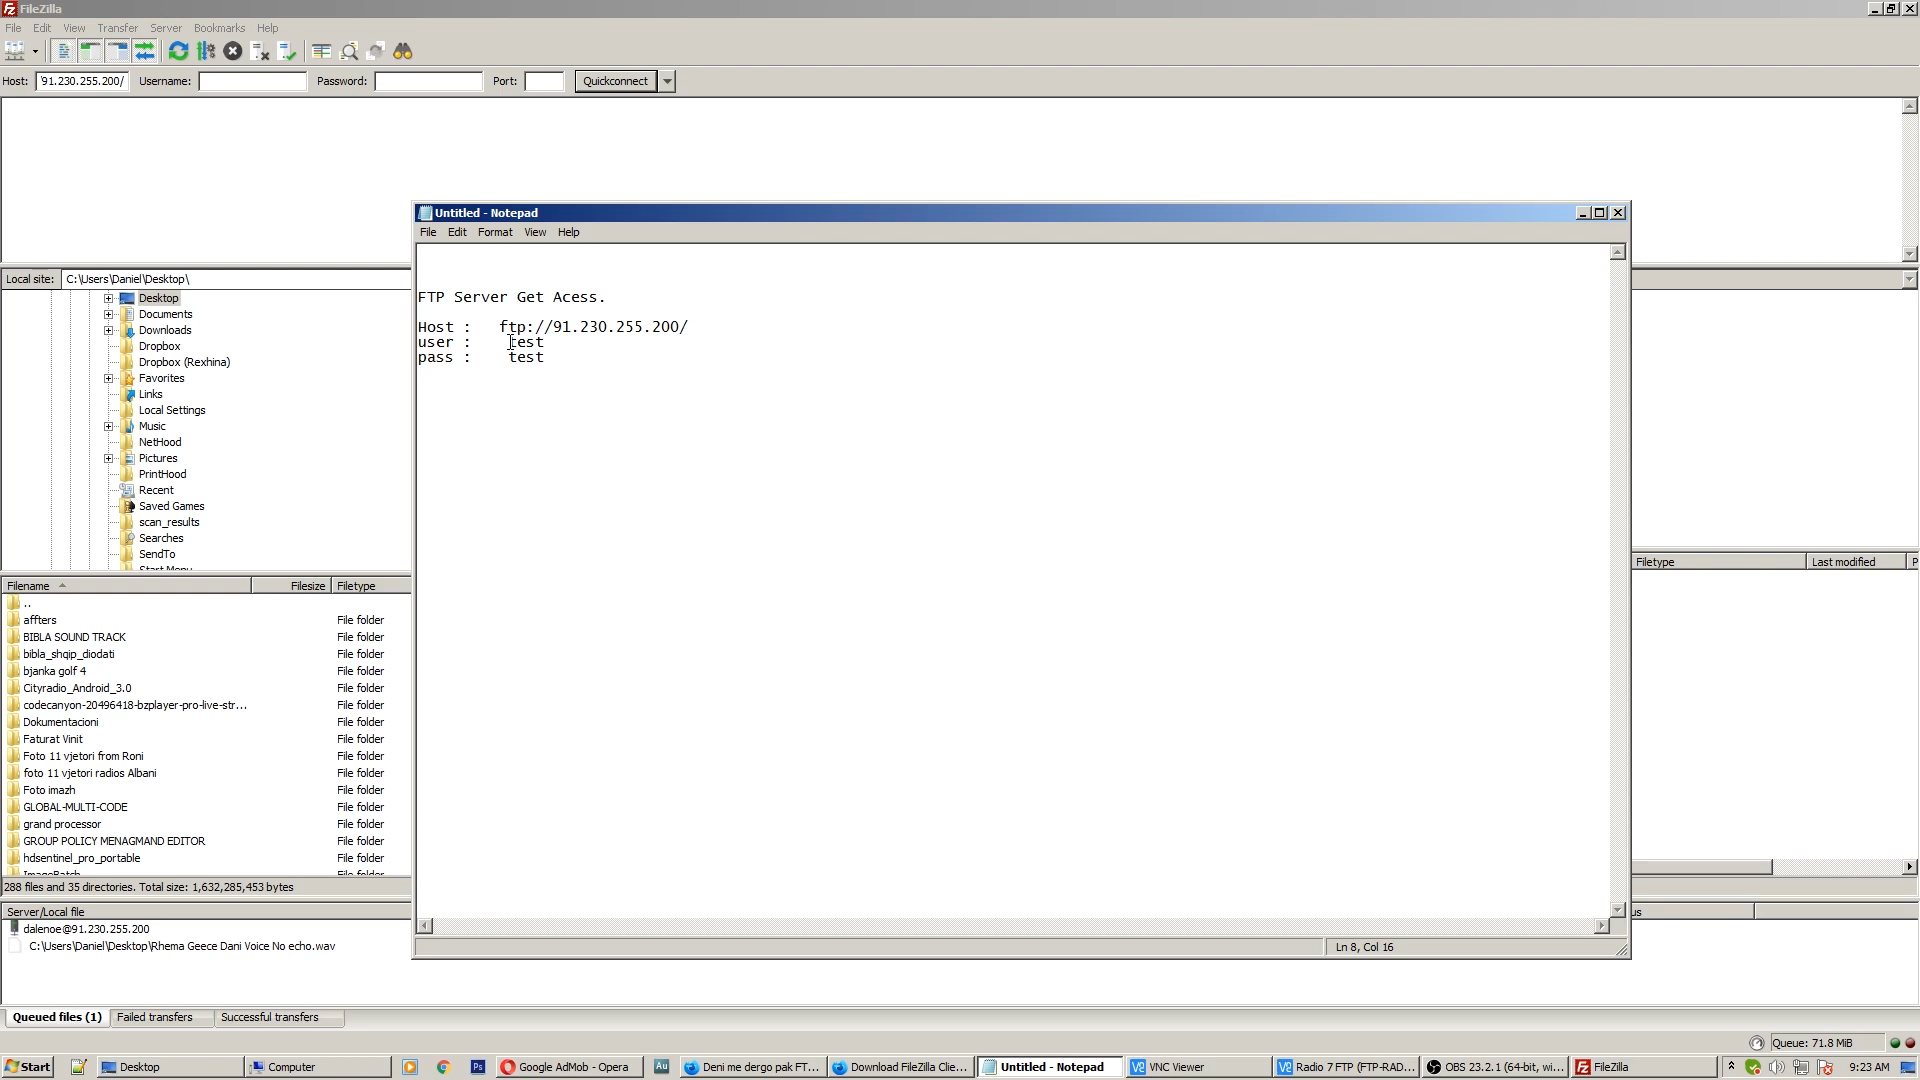 FileZilla
File Edit View Transfer Server Bookmarks Help
Host: '91.230.255.200/ Username: Password: Port: Quickconnect
Untitled - Notepad
File Edit Format View Help
FTP Server Get Acess.
Host : ftp://91.230.255.200/
user : test
pass : test
Ln 8, Col 16
Local site: C:\Users\Daniel\Desktop\
Desktop
Documents
Downloads
Dropbox
Dropbox (Rexhina)
Favorites
Links
Local Settings
Music
NetHood
Pictures
PrintHood
Recent
Saved Games
scan_results
Searches
SendTo
Start Menu
Filename Filesize Filetype
..
affters File folder
BIBLA SOUND TRACK File folder
bibla_shqip_diodati File folder
bjanka golf 4 File folder
Cityradio_Android_3.0 File folder
codecanyon-20496418-bzplayer-pro-live-str... File folder
Dokumentacioni File folder
Faturat Vinit File folder
Foto 11 vjetori from Roni File folder
foto 11 vjetori radios Albani File folder
Foto imazh File folder
GLOBAL-MULTI-CODE File folder
grand processor File folder
GROUP POLICY MENAGMAND EDITOR File folder
hdsentinel_pro_portable File folder
ImageBatch File folder
288 files and 35 directories. Total size: 1,632,285,453 bytes
Filetype Last modified P
Server/Local file
us
dalenoe@91.230.255.200
C:\Users\Daniel\Desktop\Rhema Geece Dani Voice No echo.wav
Queued files (1) Failed transfers Successful transfers
Queue: 71.8 MiB
Start Desktop Computer Ps Google AdMob - Opera Au Deni me dergo pak FT... Download FileZilla Clie... Untitled - Notepad VNC Viewer Radio 7 FTP (FTP-RAD... OBS 23.2.1 (64-bit, wi... FileZilla 9:23 AM